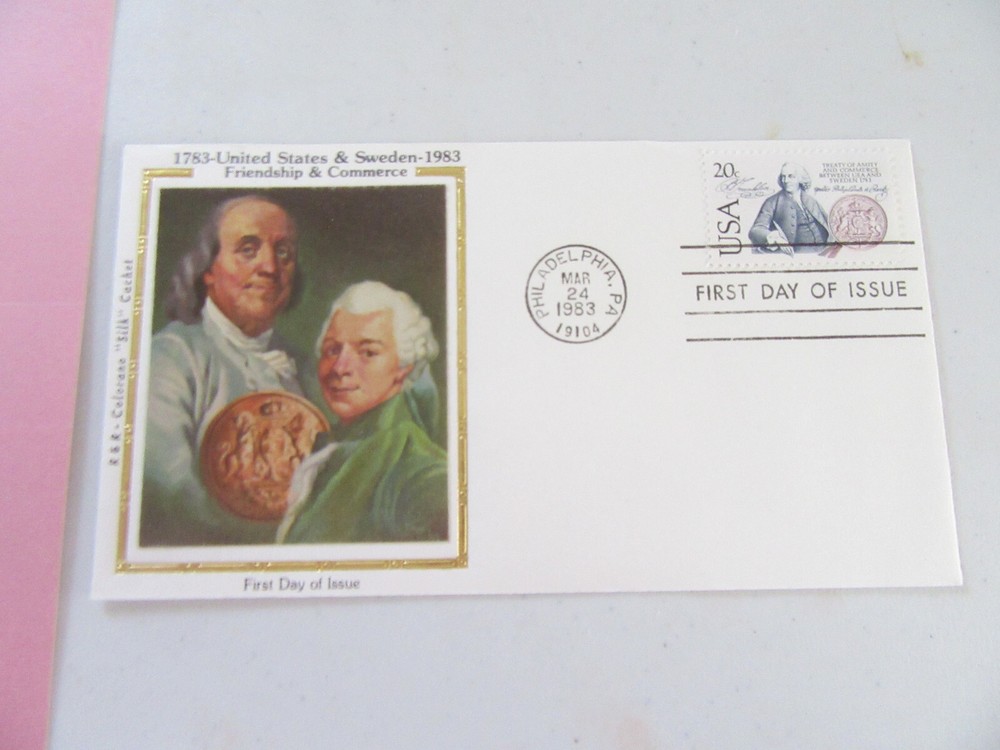 1783-United States & Sweden-1983
Friendship & Commerce
R&R - Colorano "Silk" Cachet
First Day of Issue
PHILADELPHIA, PA
MAR
24
1983
19104
20c
USA
TREATY OF AMITY
AND COMMERCE
BETWEEN USA AND
SWEDEN 1783
FIRST DAY OF ISSUE